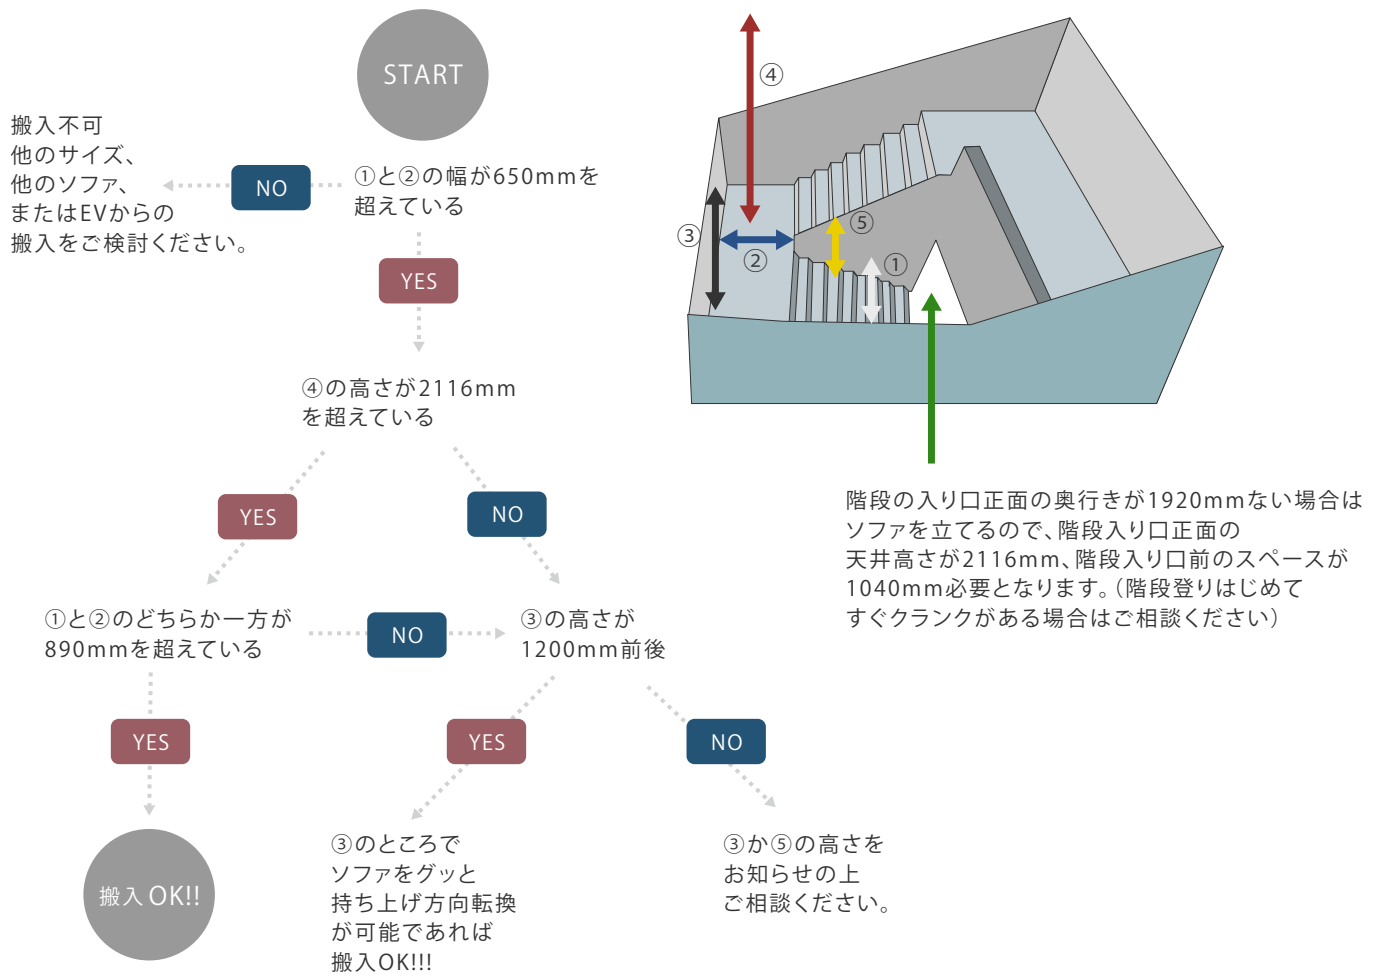 START
搬入不可
他のサイズ、
他のソファ、
またはEVからの
搬入をご検討ください。
NO
①と②の幅が650mmを
超えている
YES
④の高さが2116mm
を超えている
YES
NO
①と②のどちらか一方が
890mmを超えている
NO
③の高さが
1200mm前後
YES
YES
NO
搬入OK!!
③のところで
ソファをグッと
持ち上げ方向転換
が可能であれば
搬入OK!!!
③か⑤の高さを
お知らせの上
ご相談ください。
④
③
②
⑤
①
階段の入り口正面の奥行きが1920mmない場合は
ソファを立てるので、階段入り口正面の
天井高さが2116mm、階段入り口前のスペースが
1040mm必要となります。（階段登りはじめて
すぐクランクがある場合はご相談ください）